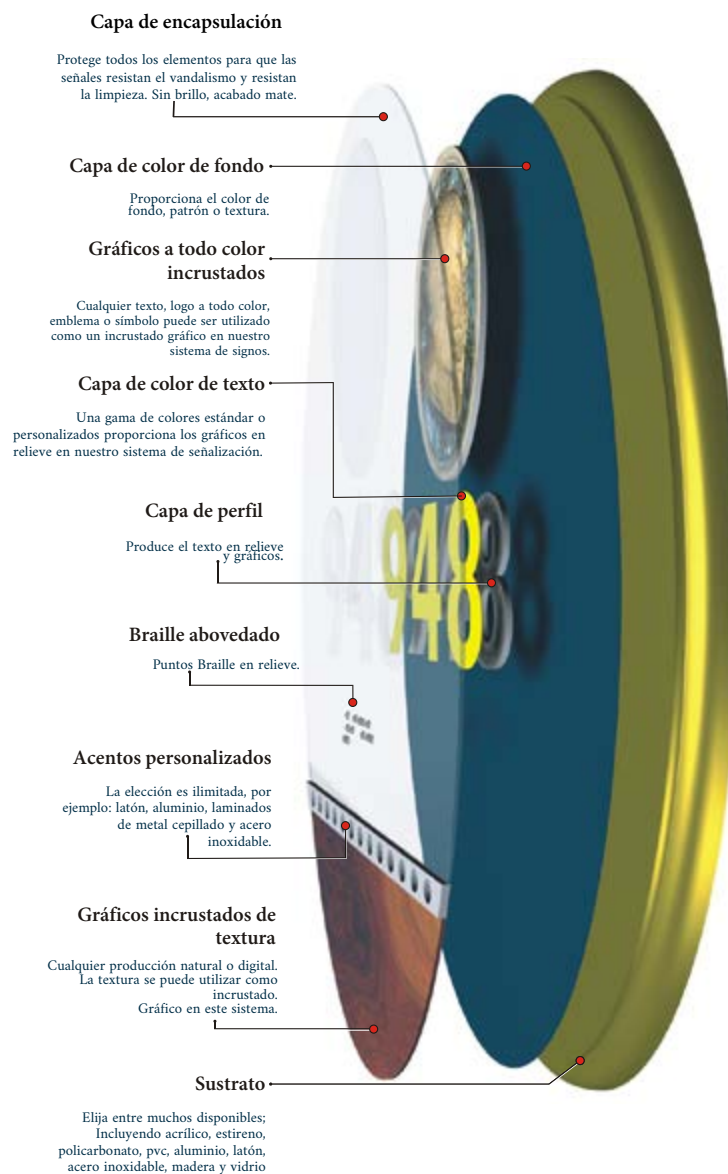 Capa de encapsulación
Protege todos los elementos para que las
señales resistan el vandalismo y resistan
la limpieza. Sin brillo, acabado mate.
Capa de color de fondo
Proporciona el color de
fondo, patrón o textura.
Gráficos a todo color
incrustados
Cualquier texto, logo a todo color,
emblema o símbolo puede ser utilizado
como un incrustado gráfico en nuestro
sistema de signos.
Capa de color de texto
Una gama de colores estándar o
personalizados proporciona los gráficos en
relieve en nuestro sistema de señalización.
948
Capa de perfil
Produce el texto en relieve
y gráficos.
Braille abovedado
Puntos Braille en relieve.
Acentos personalizados
La elección es ilimitada, por
ejemplo: latón, aluminio, laminados
de metal cepillado y acero
inoxidable.
Gráficos incrustados de
textura
Cualquier producción natural o digital.
La textura se puede utilizar como
incrustado.
Gráfico en este sistema.
Sustrato
Elija entre muchos disponibles;
Incluyendo acrílico, estireno,
policarbonato, pvc, aluminio, latón,
acero inoxidable, madera y vidrio